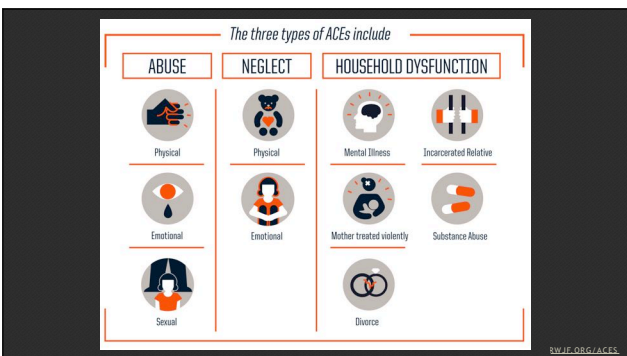 The three types of ACEs include
ABUSE
NEGLECT
HOUSEHOLD DYSFUNCTION
Physical
Physical
Mental Illness
Incarcerated Relative
Emotional
Emotional
Mother treated violently
Substance Abuse
Sexual
Divorce
RWJF.ORG/ACES